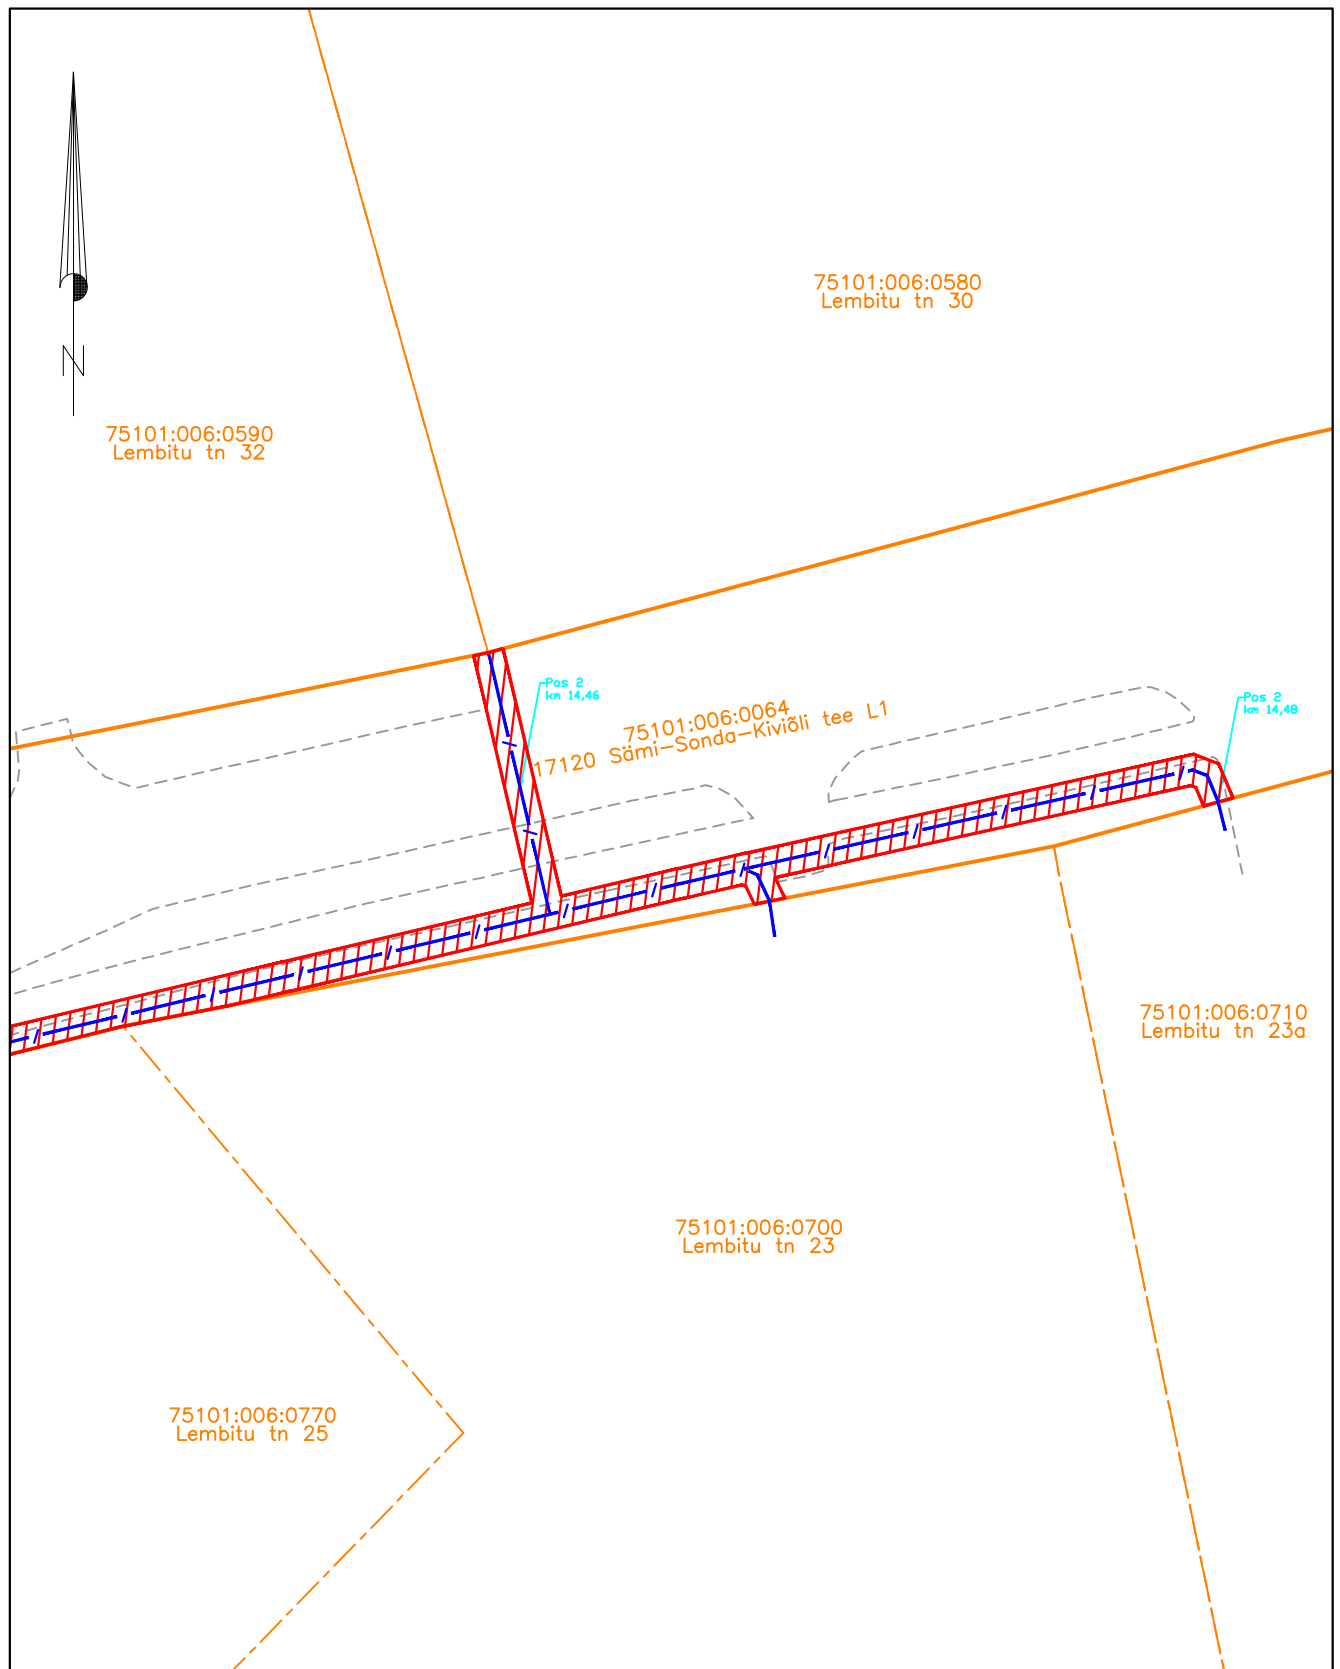 75101:006:0580
Lembitu tn 30
N
75101:006:0590
Lembitu tn 32
Pos 2
km 14,46
75101:006:0064
17120 Sämi-Sonda-Kiviõli tee L1
Pos 2
km 14,48
75101:006:0710
Lembitu tn 23a
75101:006:0700
Lembitu tn 23
75101:006:0770
Lembitu tn 25